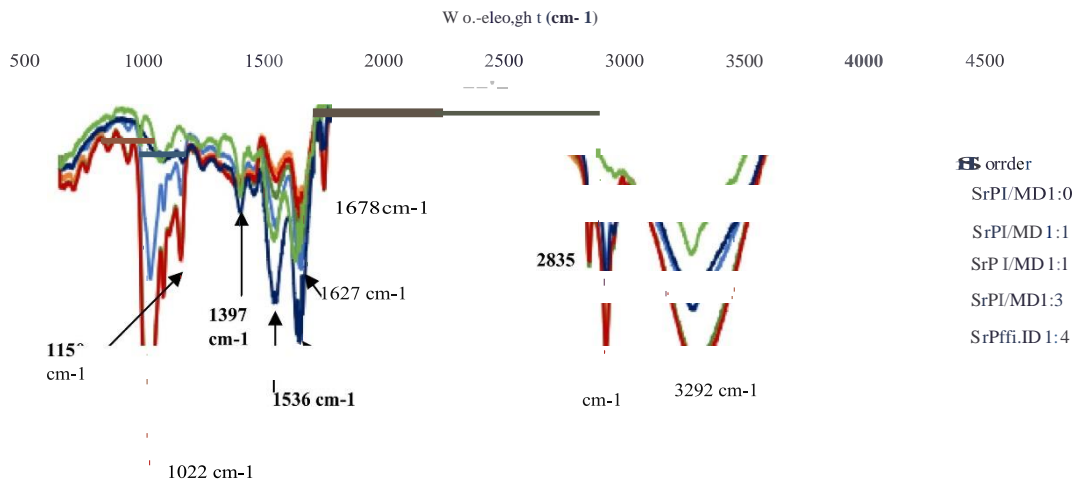 W o.-eleo,gh t (cm- 1)
500 1000 1500 2000 2500 3000 3500 4000 4500
orrder
SrPI/MD1:0
1678cm-1
SrPI/MD1:1
2835
SrP I/MD1:1
1627 cm-1
SrPI/MD1:3
1397
cm-1
SrPffi.ID1:4
115°
cm-1
1536 cm-1
cm-1
3292 cm-1
1022 cm-1